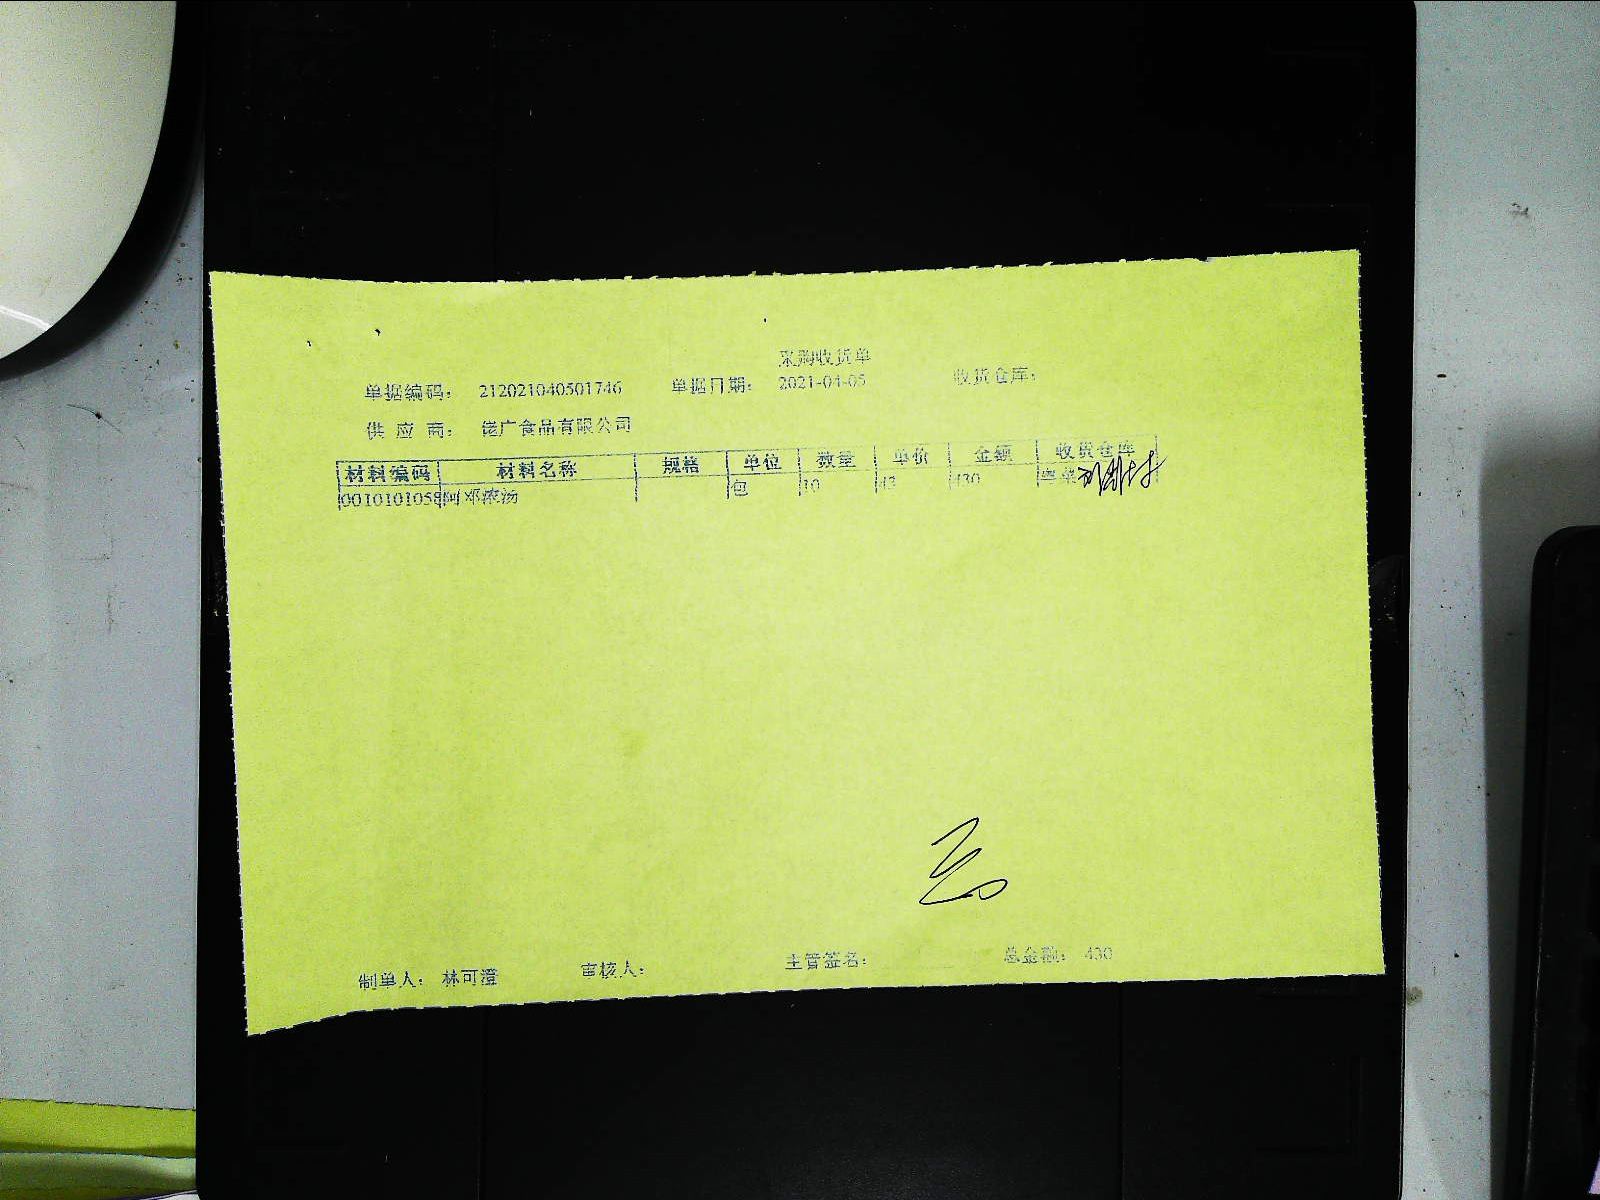 采购收货单
单据编码： 212021040501746 单据日期： 2021-04-05 收货仓库：
供 应 商： 佬广食品有限公司
材料编码 材料名称 规格 单位 数量 单价 金额 收货仓库
0010101058 阿邓浓汤 包 10 43 430 粤菜
制单人： 林可澄 审核人： 主管签名： 总金额： 430